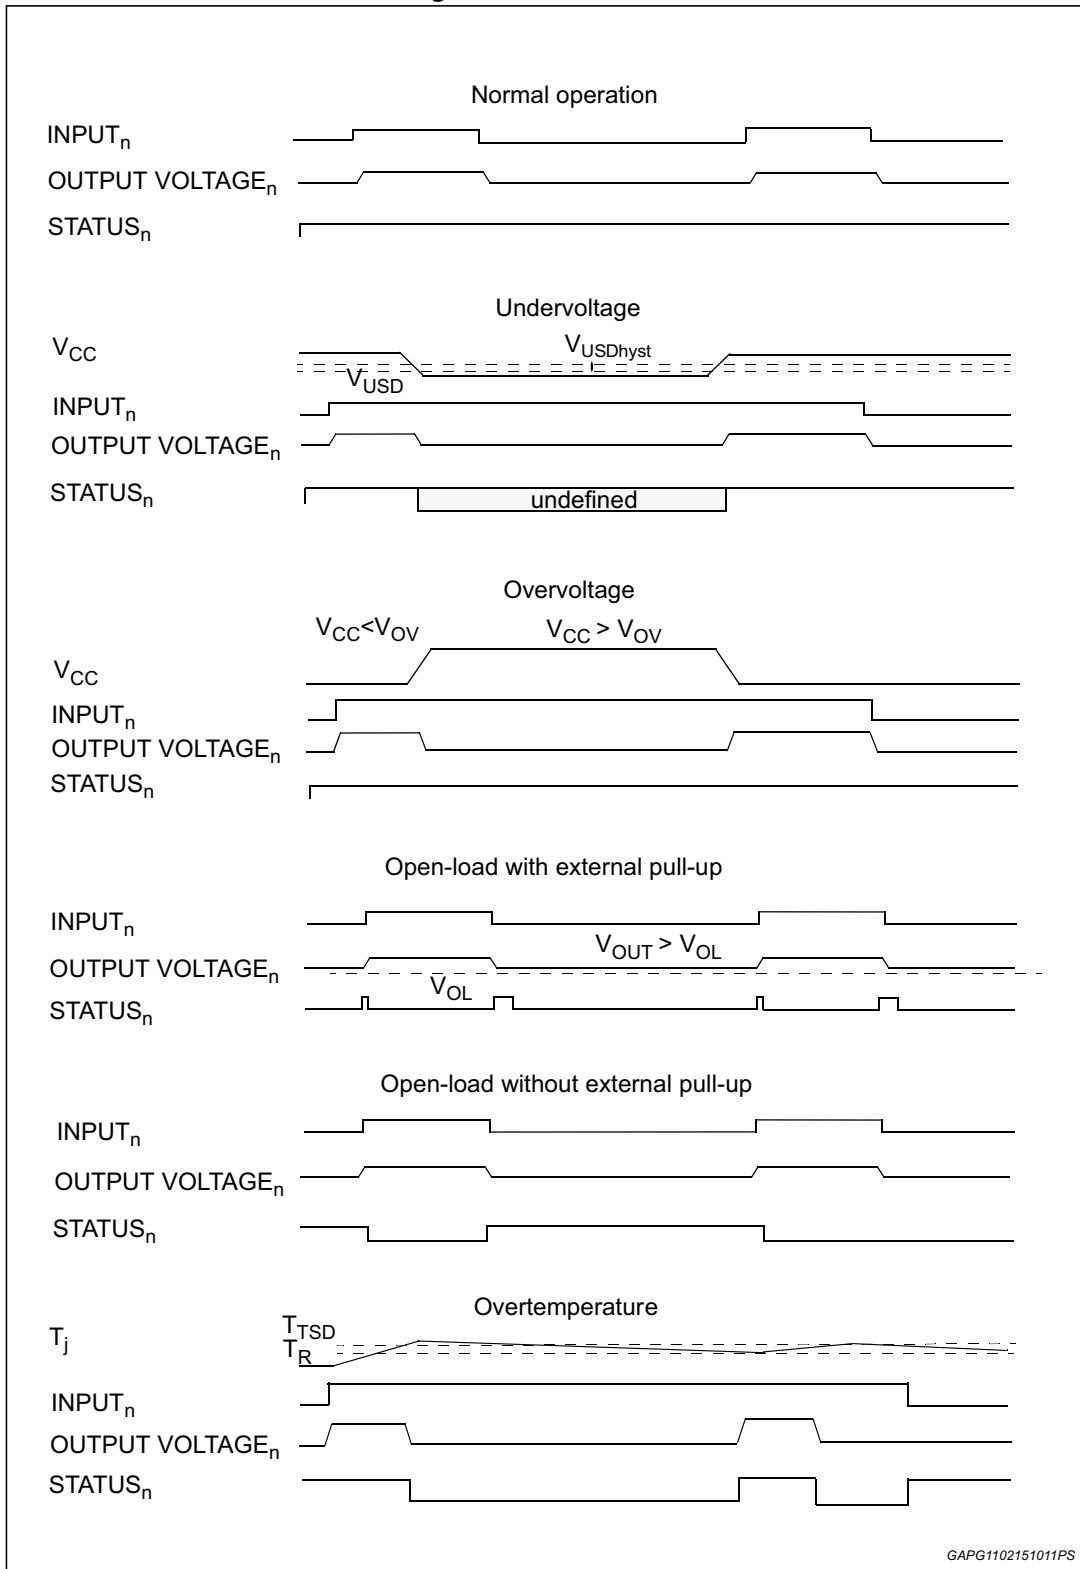 Normal operation
INPUTn
OUTPUT VOLTAGEn
STATUSn
Undervoltage
VCC
VUSDhyst
VUSD
INPUTn
OUTPUT VOLTAGEn
STATUSn
undefined
Overvoltage
VCC<VOV
VCC > VOV
VCC
INPUTn
OUTPUT VOLTAGEn
STATUSn
Open-load with external pull-up
INPUTn
VOUT > VOL
OUTPUT VOLTAGEn
VOL
STATUSn
Open-load without external pull-up
INPUTn
OUTPUT VOLTAGEn
STATUSn
Overtemperature
Tj
TTSD
TR
INPUTn
OUTPUT VOLTAGEn
STATUSn
GAPG1102151011PS